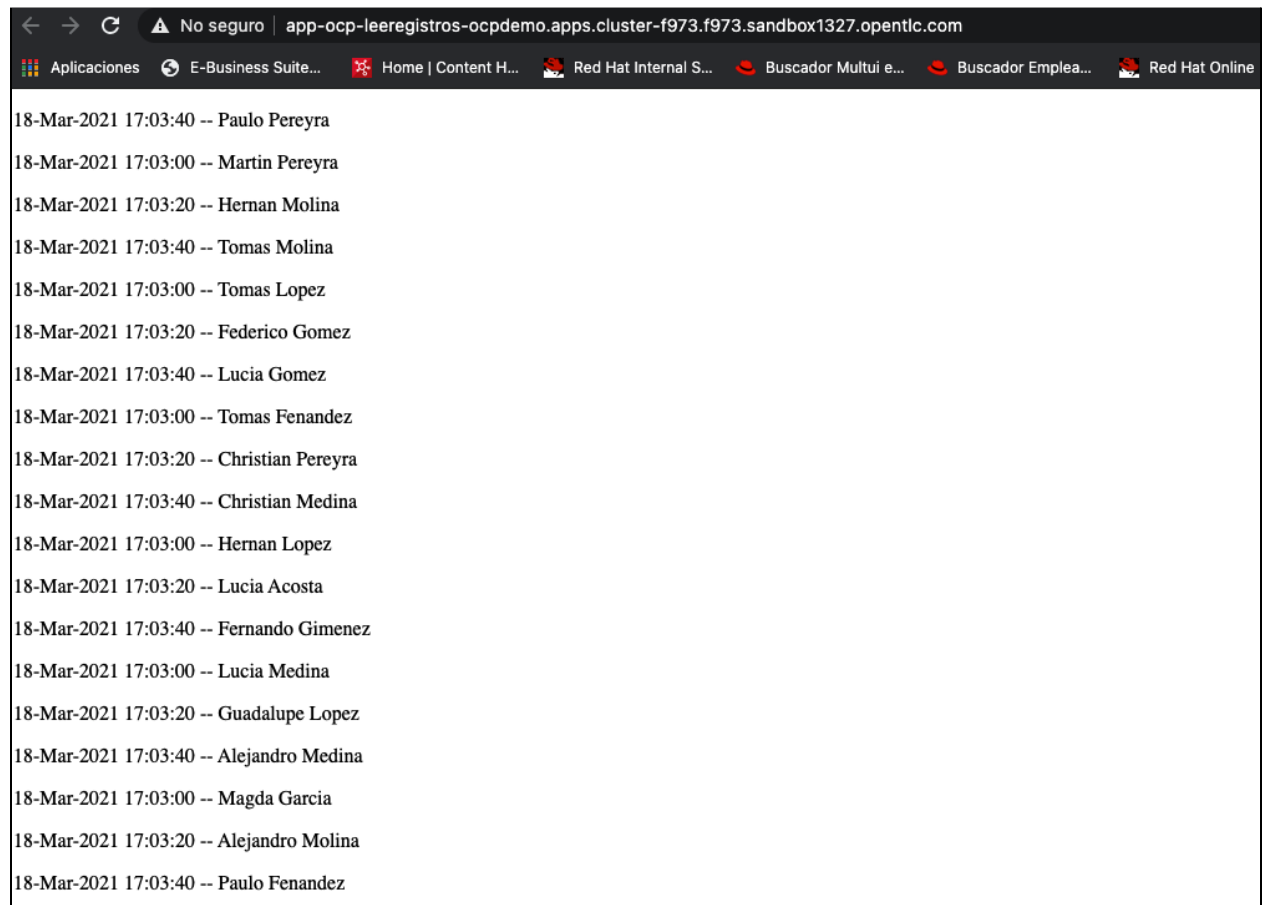 No seguro app-ocp-leeregistros-ocpdemo.apps.cluster-f973.f973.sandbox1327.opentlc.com
Aplicaciones E-Business Suite... Home | Content H... Red Hat Internal S... Buscador Multui e... Buscador Emplea... Red Hat Online
18-Mar-2021 17:03:40 -- Paulo Pereyra
18-Mar-2021 17:03:00 -- Martin Pereyra
18-Mar-2021 17:03:20 -- Hernan Molina
18-Mar-2021 17:03:40 -- Tomas Molina
18-Mar-2021 17:03:00 -- Tomas Lopez
18-Mar-2021 17:03:20 -- Federico Gomez
18-Mar-2021 17:03:40 -- Lucia Gomez
18-Mar-2021 17:03:00 -- Tomas Fenandez
18-Mar-2021 17:03:20 -- Christian Pereyra
18-Mar-2021 17:03:40 -- Christian Medina
18-Mar-2021 17:03:00 -- Hernan Lopez
18-Mar-2021 17:03:20 -- Lucia Acosta
18-Mar-2021 17:03:40 -- Fernando Gimenez
18-Mar-2021 17:03:00 -- Lucia Medina
18-Mar-2021 17:03:20 -- Guadalupe Lopez
18-Mar-2021 17:03:40 -- Alejandro Medina
18-Mar-2021 17:03:00 -- Magda Garcia
18-Mar-2021 17:03:20 -- Alejandro Molina
18-Mar-2021 17:03:40 -- Paulo Fenandez